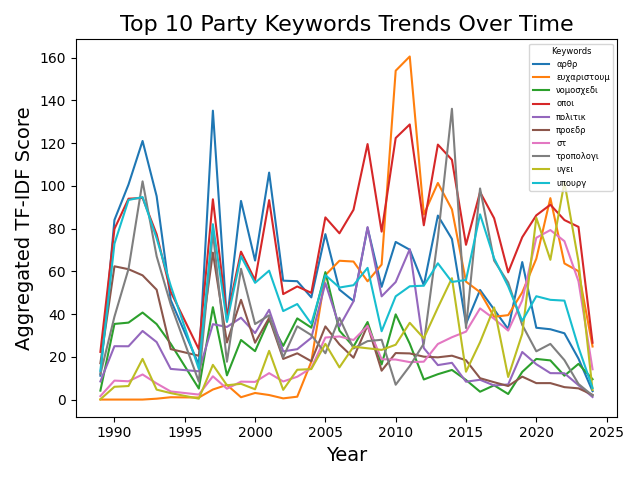 Top 10 Party Keywords Trends Over Time
Aggregated TF-IDF Score
160
140
120
100
80
60
40
20
0
1990
1995
2000
2005
2010
2015
2020
2025
Year
Keywords
αρθρ
ευχαριστουμ
νομοσχεδι
οποι
πολιτικ
προεδρ
στ
τροπολογι
υγει
υπουργ